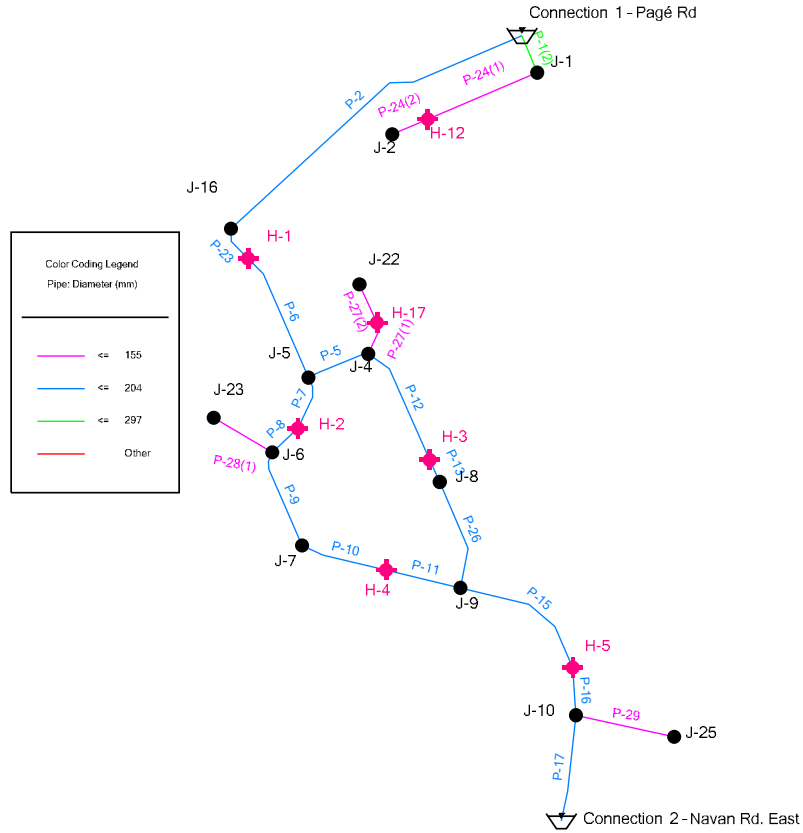 Connection 1 - Pagé Rd
P-1(2)
J-1
P-24(1)
P-2
P-24(2)
H-12
J-2
J-16
H-1
P-23
Color Coding Legend
Pipe: Diameter (mm)
<= 155
<= 204
<= 297
Other
J-22
P-6
P-27(2)
H-17
P-27(1)
J-5
P-5
J-4
J-23
P-7
P-12
P-8
H-2
H-3
J-6
P-28(1)
P-13
J-8
P-9
P-26
J-7
P-10
P-11
H-4
J-9
P-15
H-5
P-16
J-10
P-29
J-25
P-17
Connection 2 - Navan Rd. East